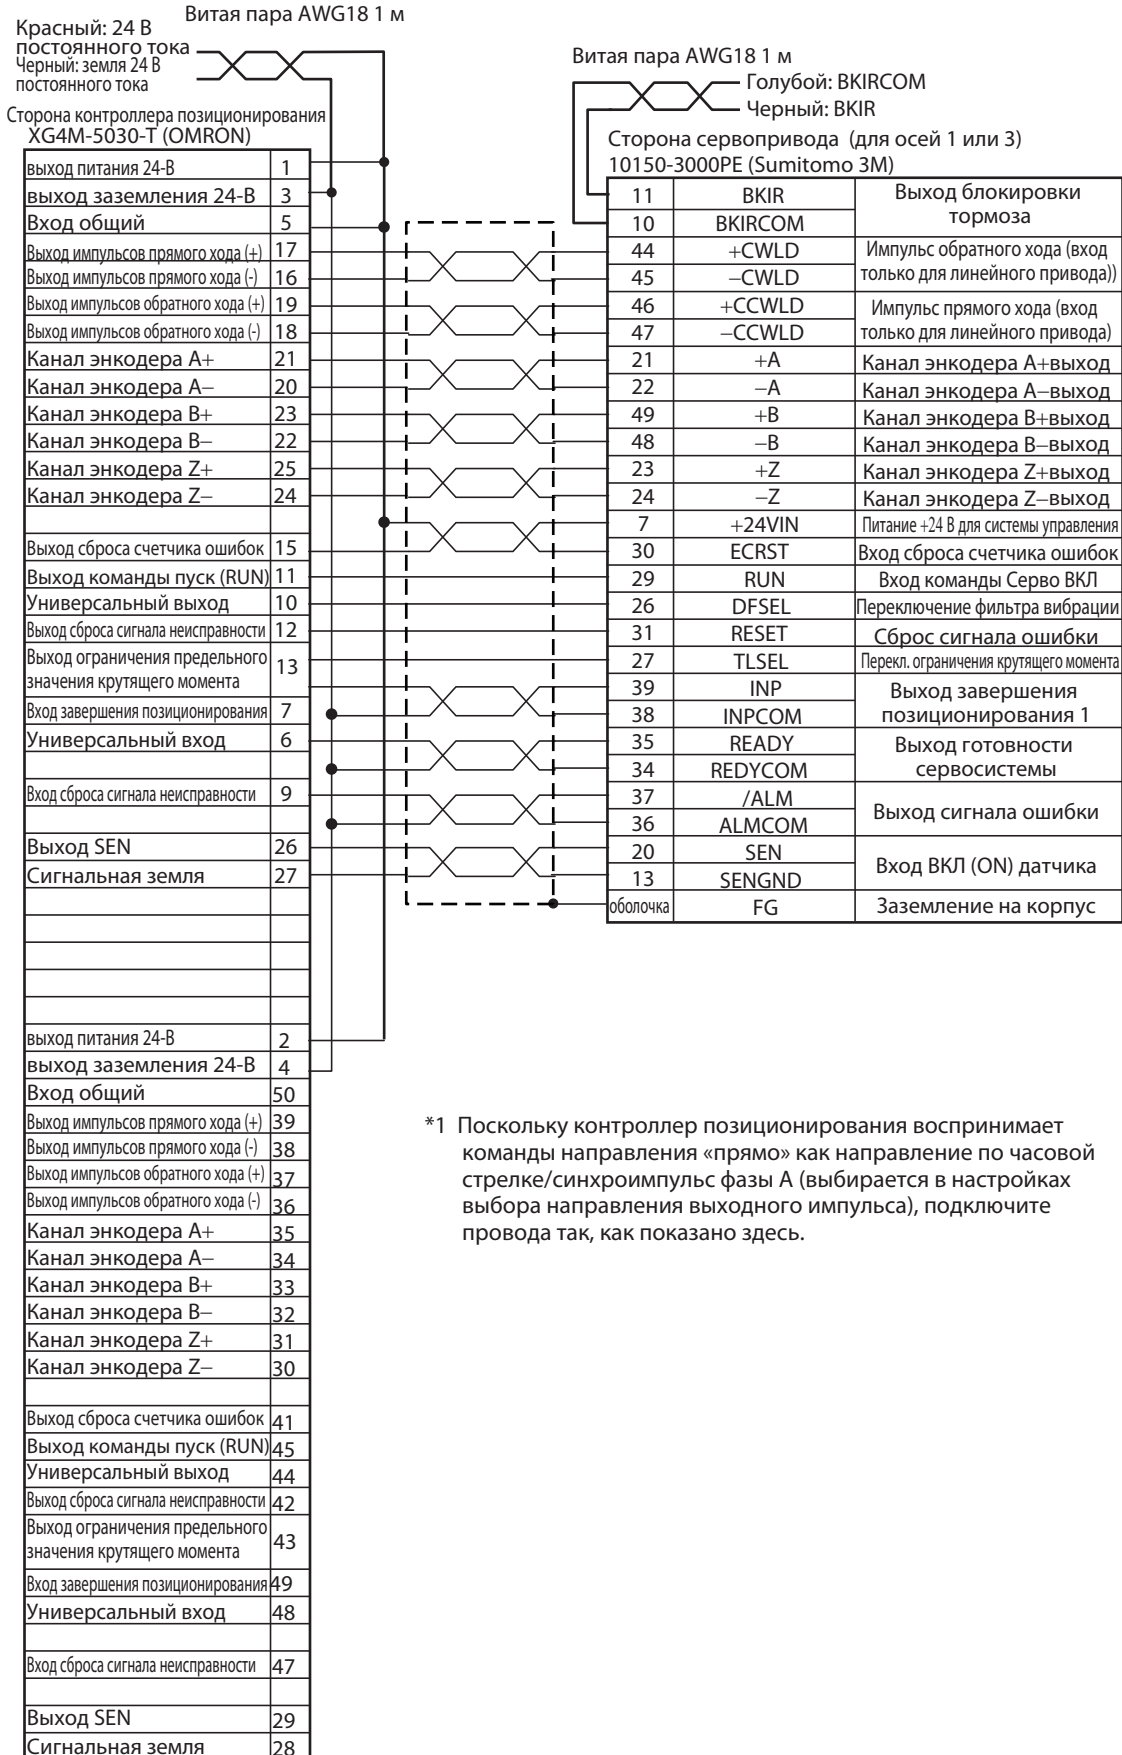 Витая пара AWG18 1 м
Красный: 24 В
постоянного тока
Черный: земля 24 В
постоянного тока
Сторона контроллера позиционирования
XG4M-5030-T (OMRON)
выход питания 24-В 1
выход заземления 24-В 3
Вход общий 5
Выход импульсов прямого хода (+) 17
Выход импульсов прямого хода (-) 16
Выход импульсов обратного хода (+) 19
Выход импульсов обратного хода (-) 18
Канал энкодера A+ 21
Канал энкодера A− 20
Канал энкодера B+ 23
Канал энкодера B− 22
Канал энкодера Z+ 25
Канал энкодера Z− 24
Выход сброса счетчика ошибок 15
Выход команды пуск (RUN) 11
Универсальный выход 10
Выход сброса сигнала неисправности 12
Выход ограничения предельного
значения крутящего момента 13
Вход завершения позиционирования 7
Универсальный вход 6
Вход сброса сигнала неисправности 9
Выход SEN 26
Сигнальная земля 27
выход питания 24-В 2
выход заземления 24-В 4
Вход общий 50
Выход импульсов прямого хода (+) 39
Выход импульсов прямого хода (-) 38
Выход импульсов обратного хода (+) 37
Выход импульсов обратного хода (-) 36
Канал энкодера A+ 35
Канал энкодера A− 34
Канал энкодера B+ 33
Канал энкодера B− 32
Канал энкодера Z+ 31
Канал энкодера Z− 30
Выход сброса счетчика ошибок 41
Выход команды пуск (RUN) 45
Универсальный выход 44
Выход сброса сигнала неисправности 42
Выход ограничения предельного
значения крутящего момента 43
Вход завершения позиционирования 49
Универсальный вход 48
Вход сброса сигнала неисправности 47
Выход SEN 29
Сигнальная земля 28
Витая пара AWG18 1 м
Голубой: BKIRCOM
Черный: BKIR
Сторона сервопривода (для осей 1 или 3)
10150-3000PE (Sumitomo 3M)
11 BKIR Выход блокировки
10 BKIRCOM тормоза
44 +CWLD Импульс обратного хода (вход
45 −CWLD только для линейного привода))
46 +CCWLD Импульс прямого хода (вход
47 −CCWLD только для линейного привода)
21 +A Канал энкодера A+выход
22 −A Канал энкодера A−выход
49 +B Канал энкодера B+выход
48 −B Канал энкодера B−выход
23 +Z Канал энкодера Z+выход
24 −Z Канал энкодера Z−выход
7 +24VIN Питание +24 В для системы управления
30 ECRST Вход сброса счетчика ошибок
29 RUN Вход команды Серво ВКЛ
26 DFSEL Переключение фильтра вибрации
31 RESET Сброс сигнала ошибки
27 TLSEL Перекл. ограничения крутящего момента
39 INP Выход завершения
38 INPCOM позиционирования 1
35 READY Выход готовности
34 REDYCOM сервосистемы
37 /ALM Выход сигнала ошибки
36 ALMCOM
20 SEN Вход ВКЛ (ON) датчика
13 SENGND
оболочка FG Заземление на корпус
*1 Поскольку контроллер позиционирования воспринимает
команды направления «прямо» как направление по часовой
стрелке/синхроимпульс фазы А (выбирается в настройках
выбора направления выходного импульса), подключите
провода так, как показано здесь.